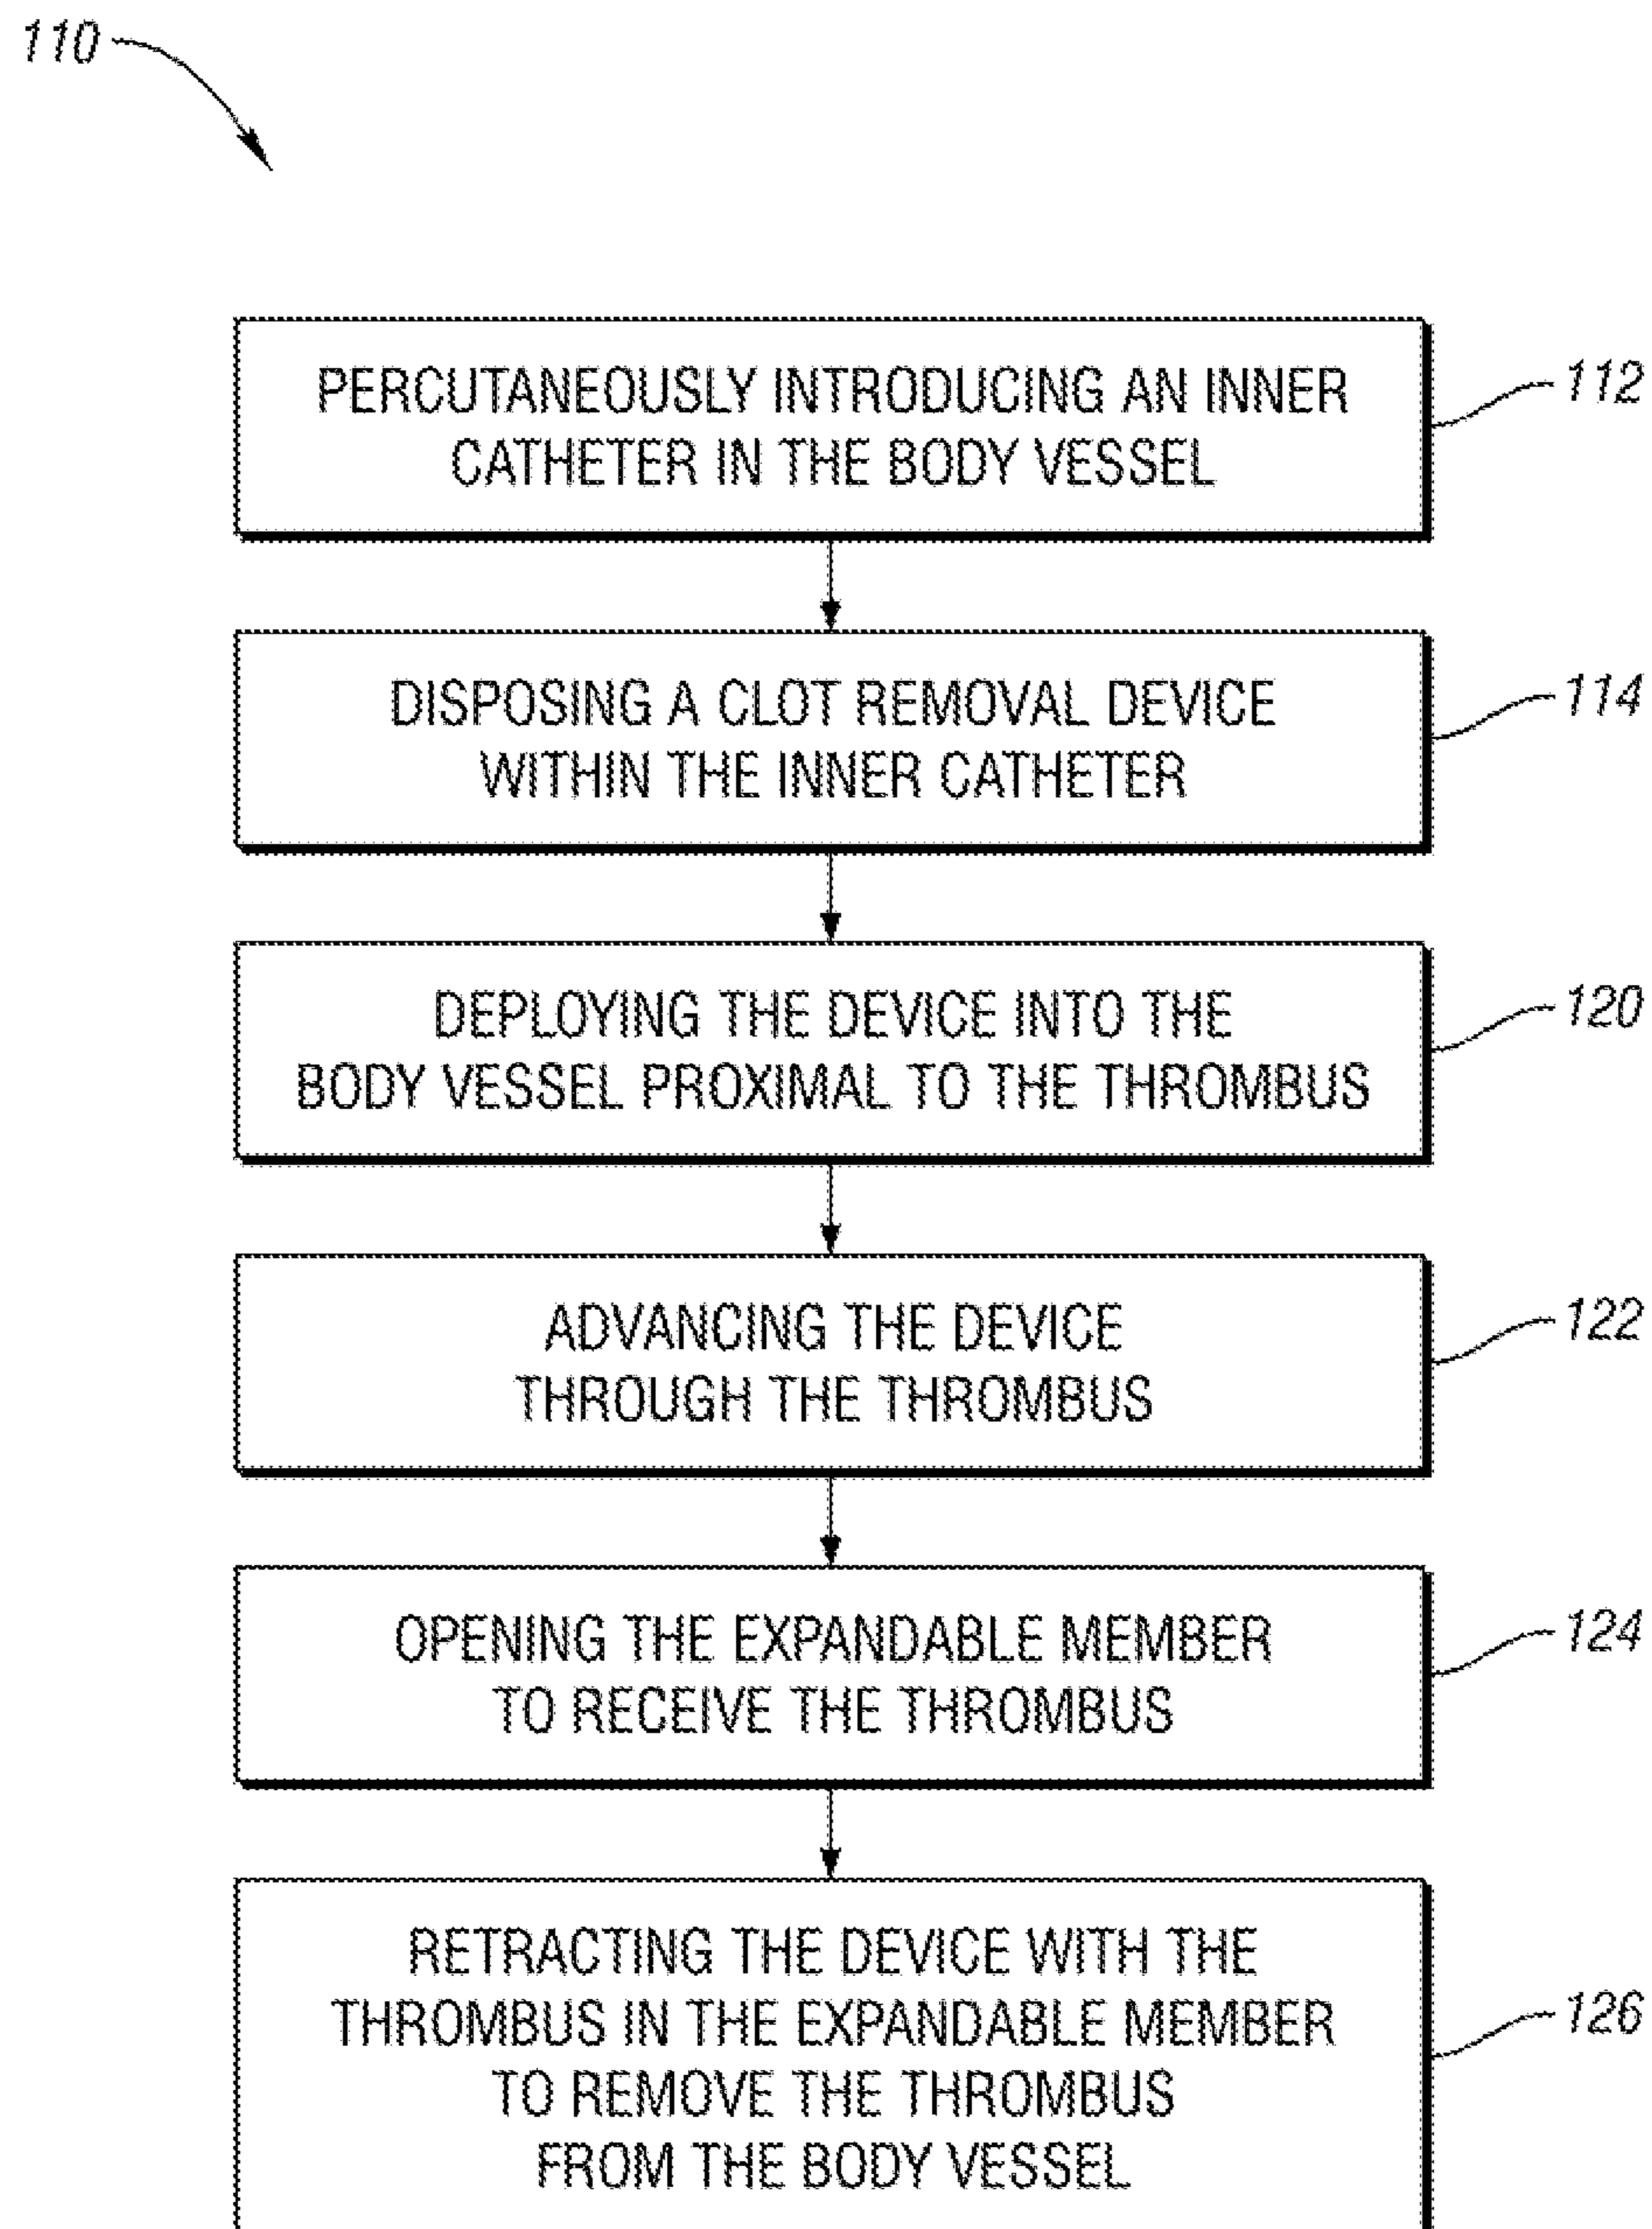 110
PERCUTANEOUSLY INTRODUCING AN INNER
CATHETER IN THE BODY VESSEL
112
DISPOSING A CLOT REMOVAL DEVICE
WITHIN THE INNER CATHETER
114
DEPLOYING THE DEVICE INTO THE
BODY VESSEL PROXIMAL TO THE THROMBUS
120
ADVANCING THE DEVICE
THROUGH THE THROMBUS
122
OPENING THE EXPANDABLE MEMBER
TO RECEIVE THE THROMBUS
124
RETRACTING THE DEVICE WITH THE
THROMBUS IN THE EXPANDABLE MEMBER
TO REMOVE THE THROMBUS
FROM THE BODY VESSEL
126